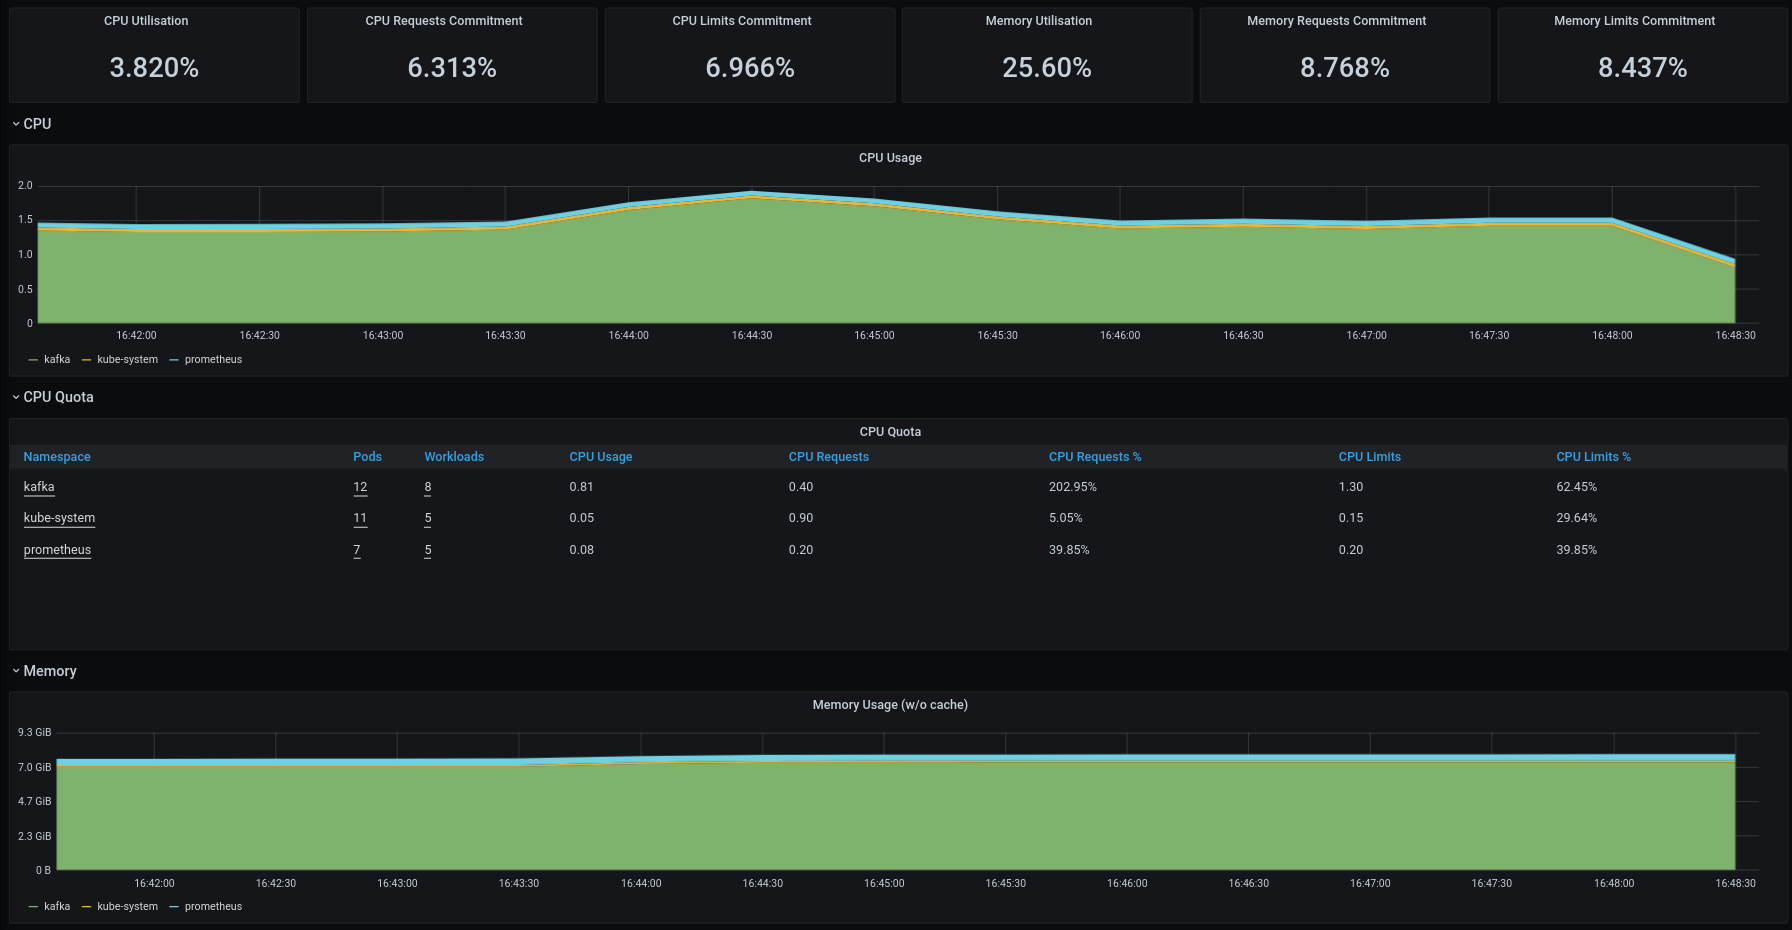 CPU Utilisation CPU Requests Commitment CPU Limits Commitment Memory Utilisation Memory Requests Commitment Memory Limits Commitment
3.820% 6.313% 6.966% 25.60% 8.768% 8.437%
CPU
CPU Usage
2.0
1.5
1.0
0.5
0
16:42:00 16:42:30 16:43:00 16:43:30 16:44:00 16:44:30 16:45:00 16:45:30 16:46:00 16:46:30 16:47:00 16:47:30 16:48:00 16:48:30
kafka kube-system prometheus
CPU Quota
CPU Quota
Namespace Pods Workloads CPU Usage CPU Requests CPU Requests % CPU Limits CPU Limits %
kafka 12 8 0.81 0.40 202.95% 1.30 62.45%
kube-system 11 5 0.05 0.90 5.05% 0.15 29.64%
prometheus 7 5 0.08 0.20 39.85% 0.20 39.85%
Memory
Memory Usage (w/o cache)
9.3 GiB
7.0 GiB
4.7 GiB
2.3 GiB
0 B
16:42:00 16:42:30 16:43:00 16:43:30 16:44:00 16:44:30 16:45:00 16:45:30 16:46:00 16:46:30 16:47:00 16:47:30 16:48:00 16:48:30
kafka kube-system prometheus